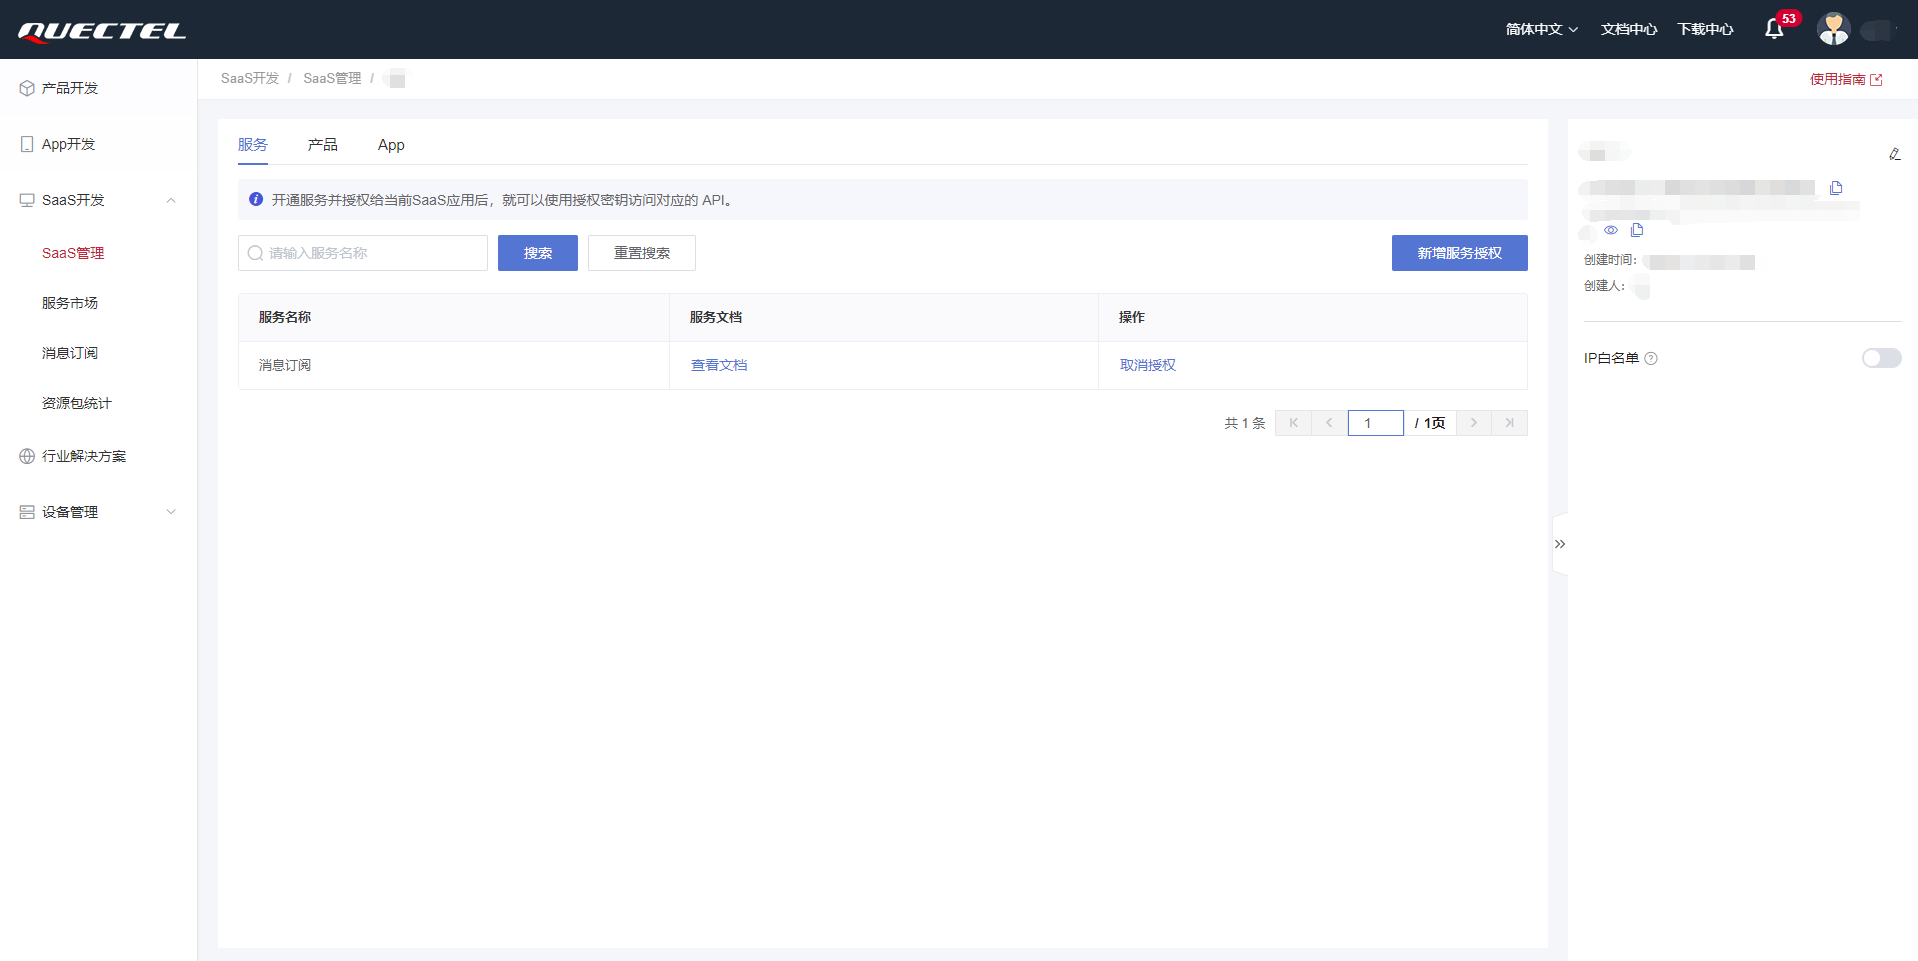 QUECTEL
简体中文 文档中心 下载中心 53
产品开发
App开发
SaaS开发
SaaS管理
服务市场
消息订阅
资源包统计
行业解决方案
设备管理
SaaS开发 / SaaS管理 /
使用指南
服务 产品 App
开通服务并授权给当前SaaS应用后，就可以使用授权密钥访问对应的 API。
请输入服务名称 搜索 重置搜索 新增服务授权
服务名称 服务文档 操作
消息订阅 查看文档 取消授权
共 1 条 1 / 1页
创建时间：
创建人：
IP白名单